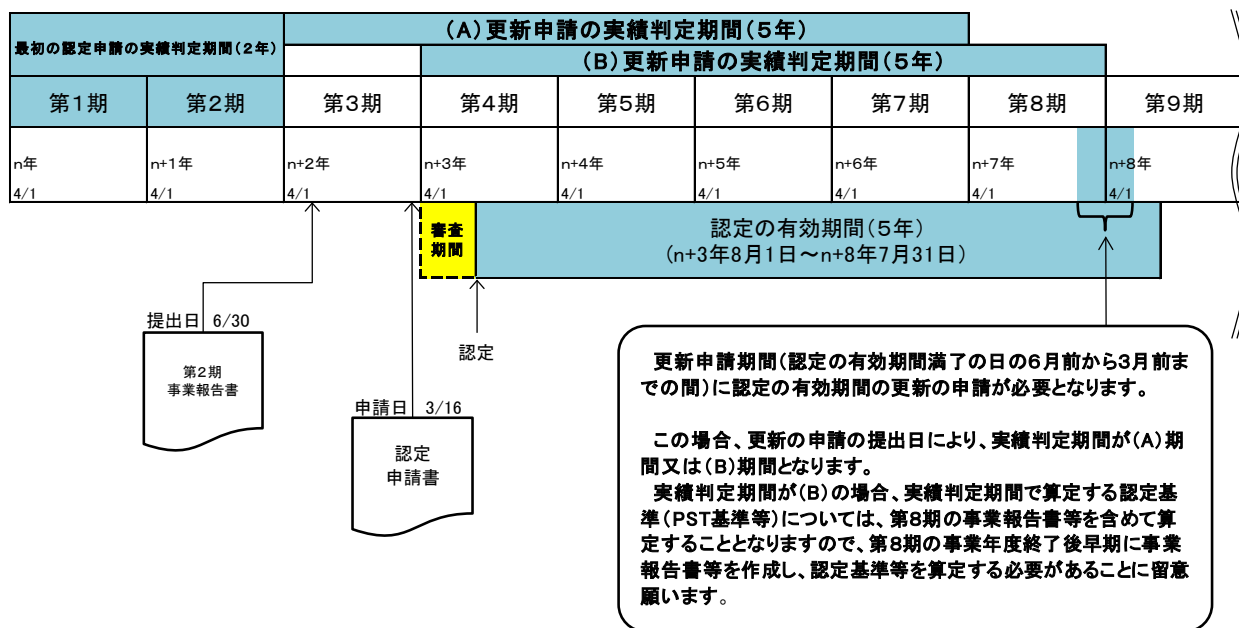 最初の認定申請の実績判定期間(2年)
(A)更新申請の実績判定期間(5年)
(B)更新申請の実績判定期間(5年)
第1期
第2期
第3期
第4期
第5期
第6期
第7期
第8期
第9期
n年
4/1
n+1年
4/1
n+2年
4/1
n+3年
4/1
n+4年
4/1
n+5年
4/1
n+6年
4/1
n+7年
4/1
n+8年
4/1
審査
期間
認定の有効期間(5年)
(n+3年8月1日～n+8年7月31日)
提出日 6/30
第2期
事業報告書
認定
申請日 3/16
認定
申請書
更新申請期間(認定の有効期間満了の日の6月前から3月前ま
での間)に認定の有効期間の更新の申請が必要となります。
この場合、更新の申請の提出日により、実績判定期間が(A)期
間又は(B)期間となります。
実績判定期間が(B)の場合、実績判定期間で算定する認定基
準(PST基準等)については、第8期の事業報告書等を含めて算
定することとなりますので、第8期の事業年度終了後早期に事業
報告書等を作成し、認定基準等を算定する必要があることに留意
願います。